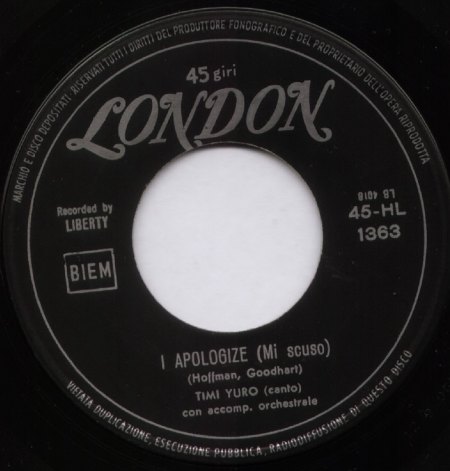 MARCHIO E DISCO DEPOSITATI RISERVATI TUTTI I DIRITTI DEL PRODUTTORE FONOGRAFICO E DEL PROPRIETARIO DELL'OPERA RIPRODOTTA
45 giri
LONDON
Recorded by
LIBERTY
LB 4018
45-HL
1363
BIEM
I APOLOGIZE (Mi scuso)
(Hoffman, Goodhart)
TIMI YURO (canto)
con accomp. orchestrale
VIETATA DUPLICAZIONE, ESECUZIONE PUBBLICA, RADIODIFFUSIONE DI QUESTO DISCO